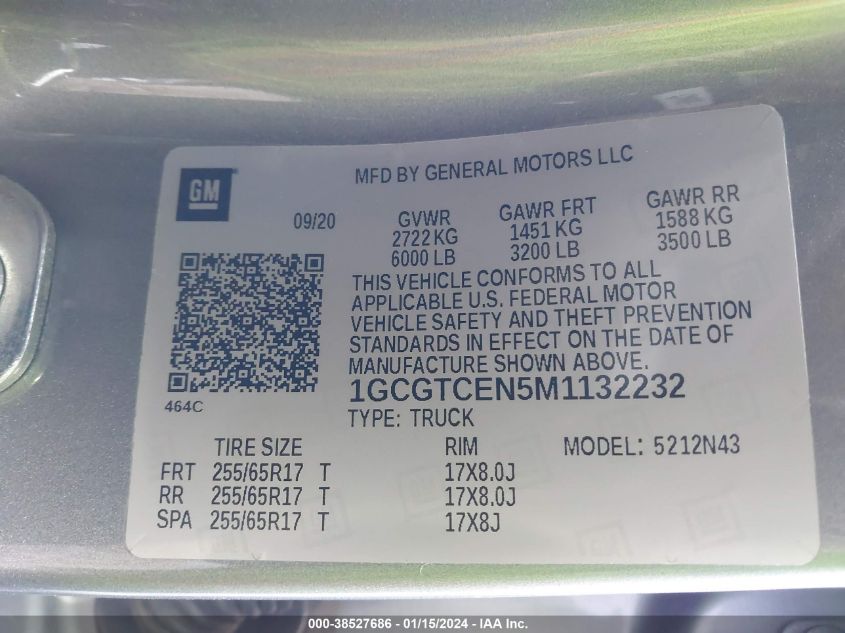 MFD BY GENERAL MOTORS LLC
GM
09/20
GVWR
2722 KG
6000 LB
GAWR FRT
1451 KG
3200 LB
GAWR RR
1588 KG
3500 LB
THIS VEHICLE CONFORMS TO ALL
APPLICABLE U.S. FEDERAL MOTOR
VEHICLE SAFETY AND THEFT PREVENTION
STANDARDS IN EFFECT ON THE DATE OF
MANUFACTURE SHOWN ABOVE.
464C
1GCGTCEN5M1132232
TYPE: TRUCK
TIRE SIZE RIM MODEL: 5212N43
FRT 255/65R17 T 17X8.0J
RR 255/65R17 T 17X8.0J
SPA 255/65R17 T 17X8J
000-38527686 - 01/15/2024 - IAA Inc.